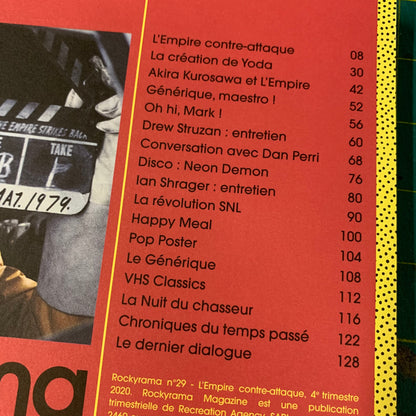 L'Empire contre-attaque 08
La création de Yoda 30
Akira Kurosawa et L'Empire 42
Générique, maestro ! 52
Oh hi, Mark ! 56
Drew Struzan : entretien 60
Conversation avec Dan Perri 68
Disco : Neon Demon 76
Ian Shrager : entretien 80
La révolution SNL 90
Happy Meal 100
Pop Poster 104
Le Générique 108
VHS Classics 112
La Nuit du chasseur 116
Chroniques du temps passé 122
Le dernier dialogue 128
EMPIRE STRIKES BACK
TAKE
1979.
Rockyrama n°29 - L'Empire contre-attaque, 4e trimestre
2020. Rockyrama Magazine est une publication
trimestrielle de Recreation Agency, SARL